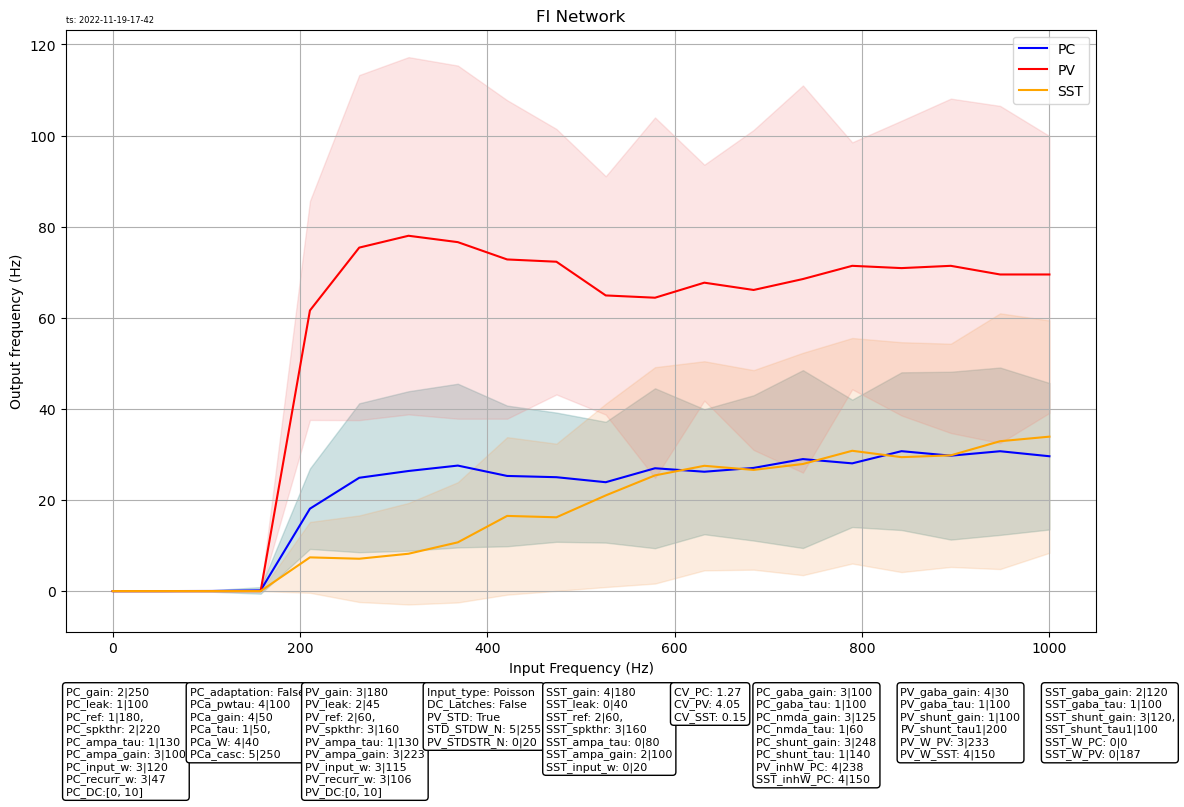 ts: 2022-11-19-17-42
FI Network
PC
PV
SST
Output frequency (Hz)
120
100
80
60
40
20
0
0 200 400 600 800 1000
Input Frequency (Hz)
PC_gain: 2|250
PC_leak: 1|100
PC_ref: 1|180,
PC_spkthr: 2|220
PC_ampa_tau: 1|130
PC_ampa_gain: 3|100
PC_input_w: 3|120
PC_recurr_w: 3|47
PC_DC:[0, 10]
PC_adaptation: False
PCa_pwtau: 4|100
PCa_gain: 4|50
PCa_tau: 1|50,
PCa_W: 4|40
PCa_casc: 5|250
PV_gain: 3|180
PV_leak: 2|45
PV_ref: 2|60,
PV_spkthr: 3|160
PV_ampa_tau: 1|130
PV_ampa_gain: 3|223
PV_input_w: 3|115
PV_recurr_w: 3|106
PV_DC:[0, 10]
Input_type: Poisson
DC_Latches: False
PV_STD: True
STD_STDW_N: 5|255
PV_STDSTR_N: 0|20
SST_gain: 4|180
SST_leak: 0|40
SST_ref: 2|60,
SST_spkthr: 3|160
SST_ampa_tau: 0|80
SST_ampa_gain: 2|100
SST_input_w: 0|20
CV_PC: 1.27
CV_PV: 4.05
CV_SST: 0.15
PC_gaba_gain: 3|100
PC_gaba_tau: 1|100
PC_nmda_gain: 3|125
PC_nmda_tau: 1|60
PC_shunt_gain: 3|248
PC_shunt_tau: 1|140
PV_inhW_PC: 4|238
SST_inhW_PC: 4|150
PV_gaba_gain: 4|30
PV_gaba_tau: 1|100
PV_shunt_gain: 1|100
PV_shunt_tau1|200
PV_W_PV: 3|233
PV_W_SST: 4|150
SST_gaba_gain: 2|120
SST_gaba_tau: 1|100
SST_shunt_gain: 3|120,
SST_shunt_tau1|100
SST_W_PC: 0|0
SST_W_PV: 0|187